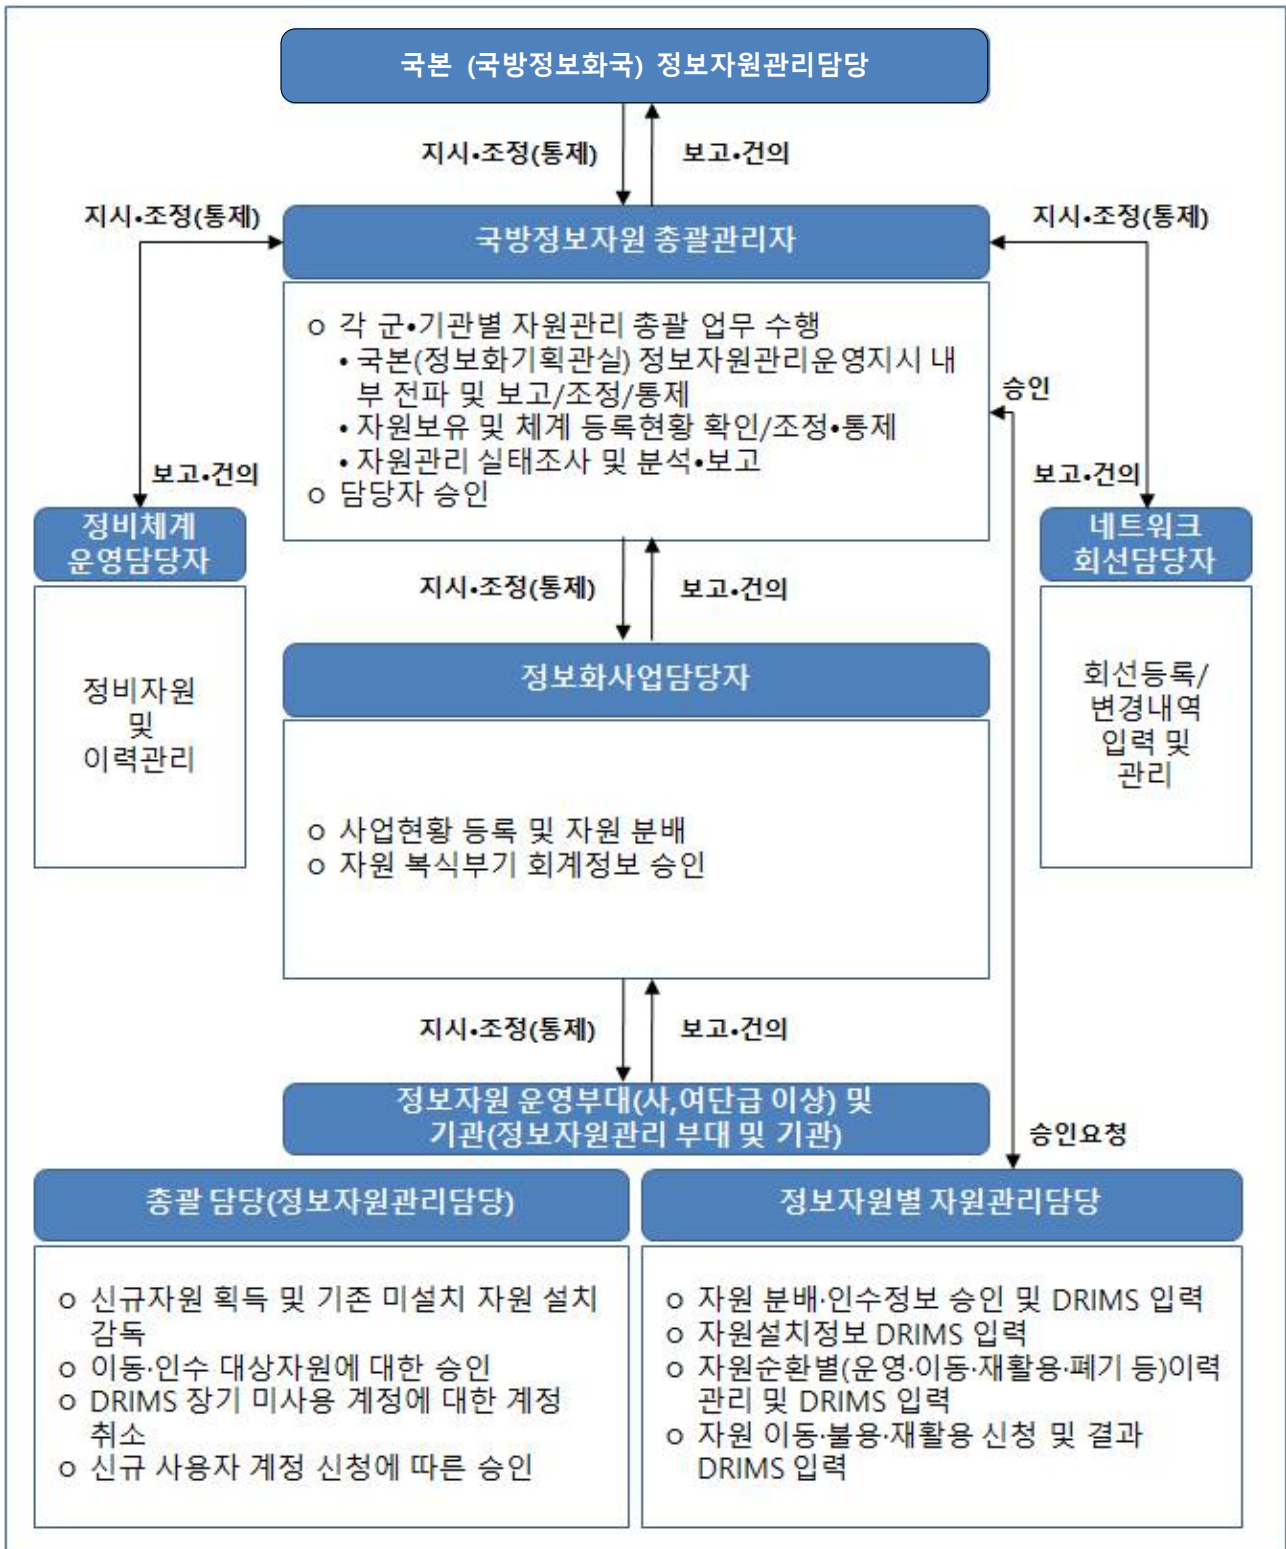 국본 (국방정보화국) 정보자원관리담당
지시•조정(통제)
보고•건의
지시•조정(통제)
국방정보자원 총괄관리자
지시•조정(통제)
o 각 군•기관별 자원관리 총괄 업무 수행
• 국본(정보화기획관실) 정보자원관리운영지시 내
부 전파 및 보고/조정/통제
• 자원보유 및 체계 등록현황 확인/조정•통제
• 자원관리 실태조사 및 분석•보고
o 담당자 승인
승인
보고•건의
보고•건의
정비체계
운영담당자
정비자원
및
이력관리
네트워크
회선담당자
회선등록/
변경내역
입력 및
관리
지시•조정(통제)
보고•건의
정보화사업담당자
o 사업현황 등록 및 자원 분배
o 자원 복식부기 회계정보 승인
지시•조정(통제)
보고•건의
정보자원 운영부대(사,여단급 이상) 및
기관(정보자원관리 부대 및 기관)
승인요청
총괄 담당(정보자원관리담당)
o 신규자원 획득 및 기존 미설치 자원 설치
감독
o 이동·인수 대상자원에 대한 승인
o DRIMS 장기 미사용 계정에 대한 계정
취소
o 신규 사용자 계정 신청에 따른 승인
정보자원별 자원관리담당
o 자원 분배·인수정보 승인 및 DRIMS 입력
o 자원설치정보 DRIMS 입력
o 자원순환별(운영·이동·재활용·폐기 등)이력
관리 및 DRIMS 입력
o 자원 이동·불용·재활용 신청 및 결과
DRIMS 입력